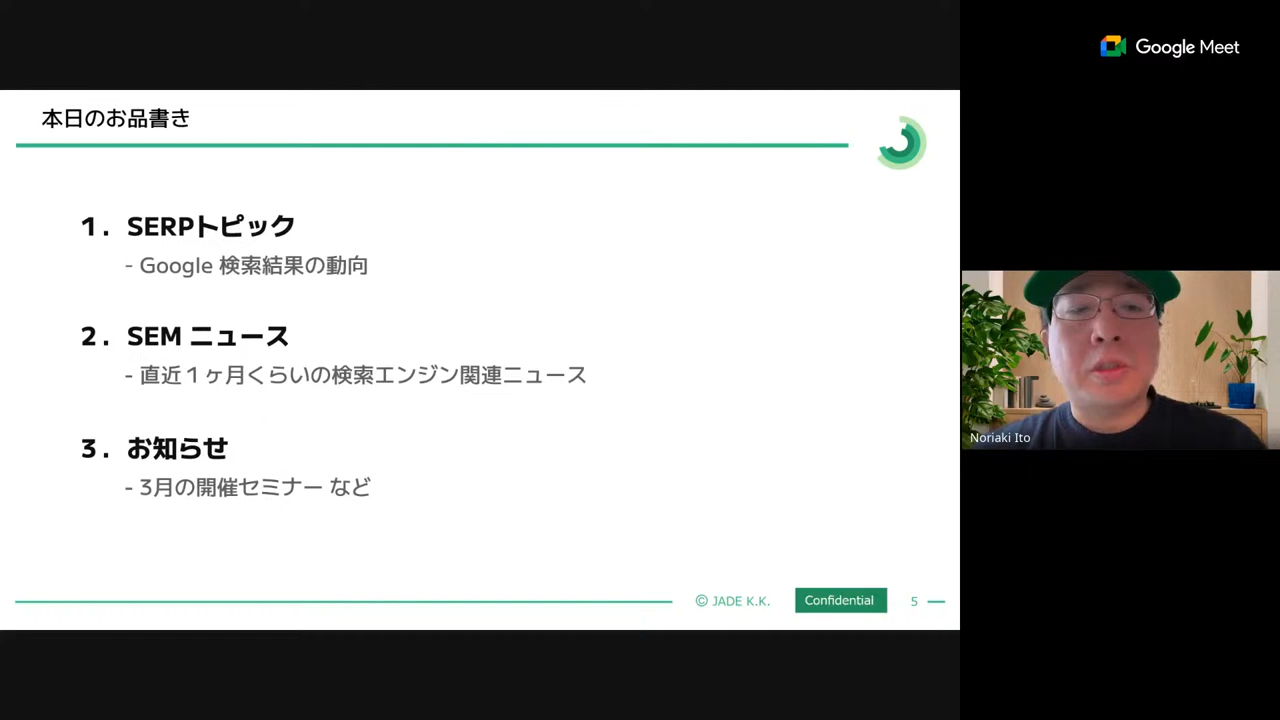 本日のお品書き
1. SERPトピック
- Google 検索結果の動向
2. SEM ニュース
- 直近1ヶ月くらいの検索エンジン関連ニュース
3. お知らせ
- 3月の開催セミナー など
© JADE K.K.
Confidential
5
Google Meet
Noriaki Ito